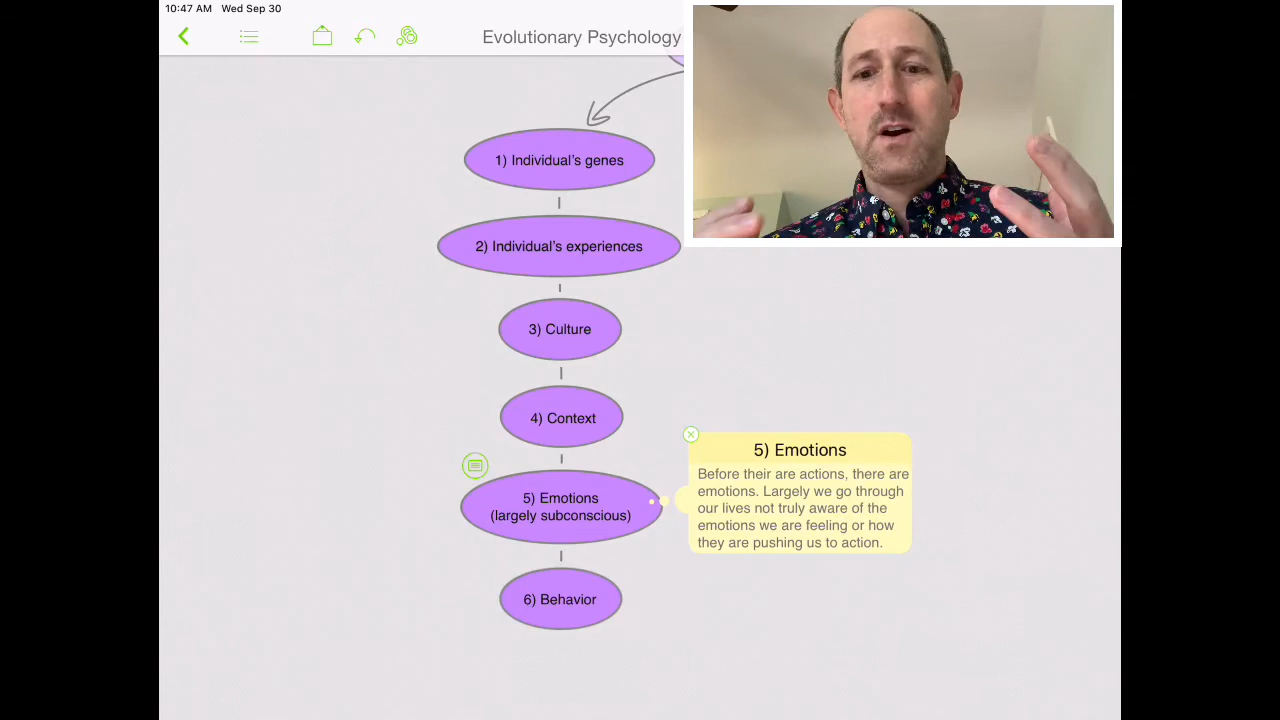 10:47 AM Wed Sep 30
Evolutionary Psychology
1) Individual's genes
2) Individual's experiences
3) Culture
4) Context
5) Emotions
(largely subconscious)
5) Emotions
Before their are actions, there are
emotions. Largely we go through
our lives not truly aware of the
emotions we are feeling or how
they are pushing us to action.
6) Behavior